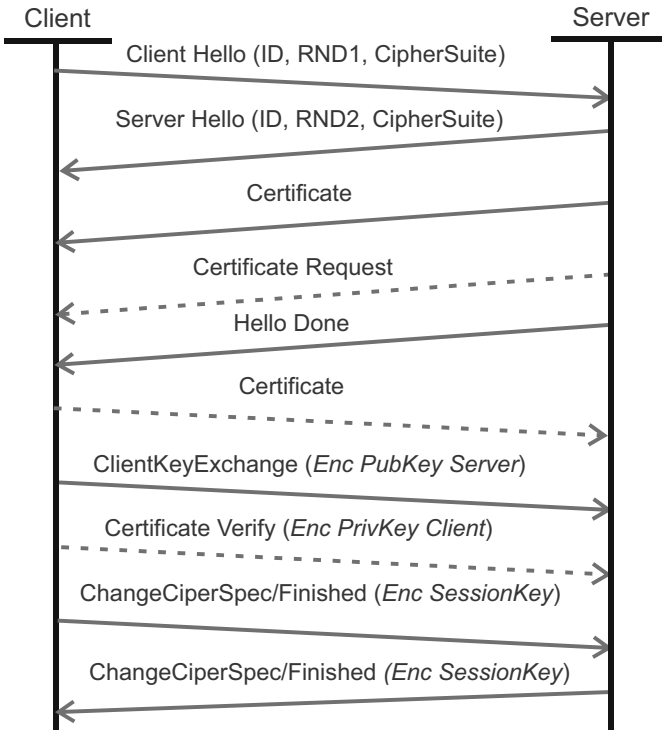 Client
Server
Client Hello (ID, RND1, CipherSuite)
Server Hello (ID, RND2, CipherSuite)
Certificate
Certificate Request
Hello Done
Certificate
ClientKeyExchange (Enc PubKey Server)
Certificate Verify (Enc PrivKey Client)
ChangeCiperSpec/Finished (Enc SessionKey)
ChangeCiperSpec/Finished (Enc SessionKey)